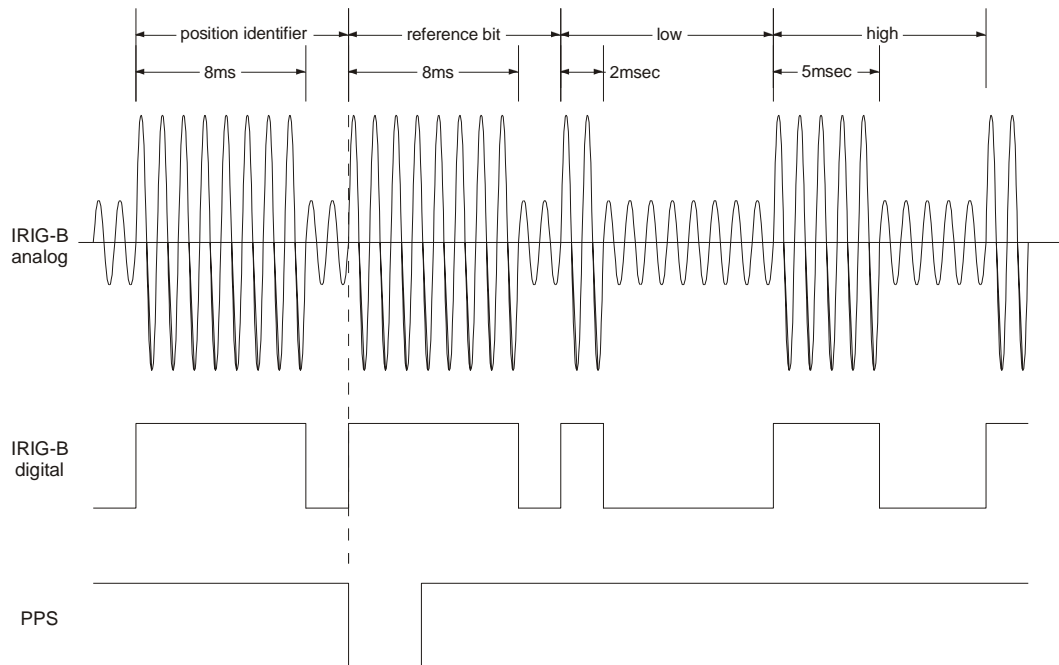 position identifier
reference bit
low
high
8ms
8ms
2msec
5msec
IRIG-B
analog
IRIG-B
digital
PPS